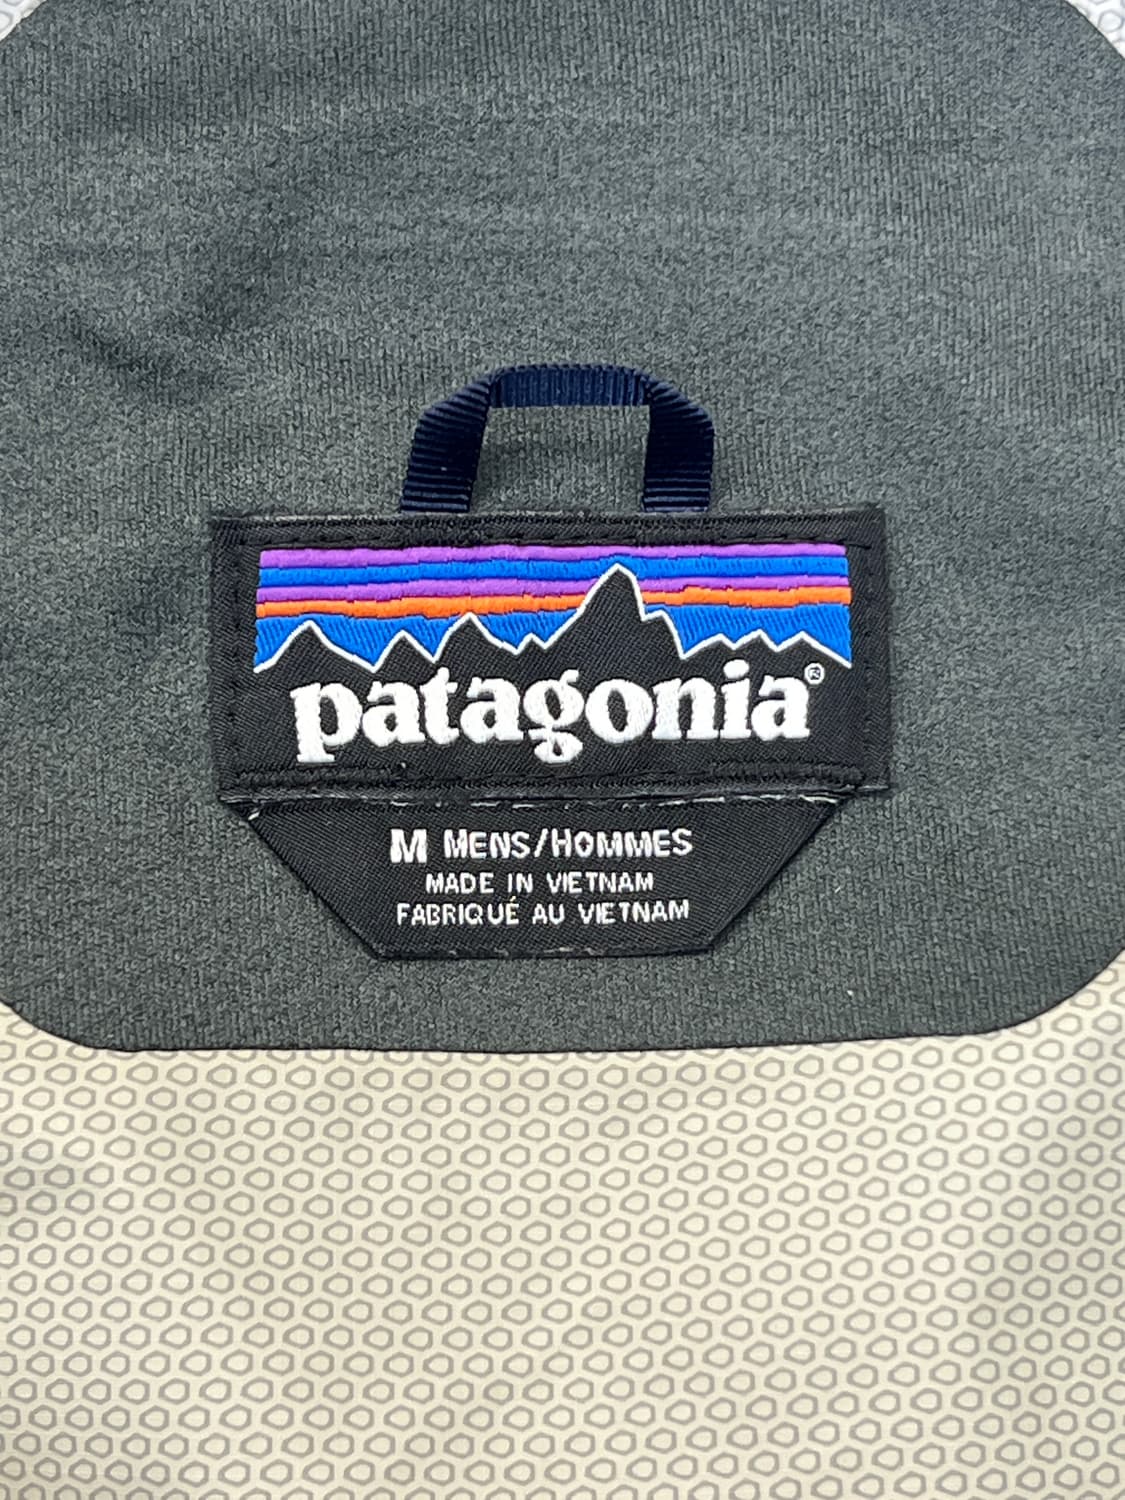 patagonia®
M MENS/HOMMES
MADE IN VIETNAM
FABRIQUÉ AU VIETNAM